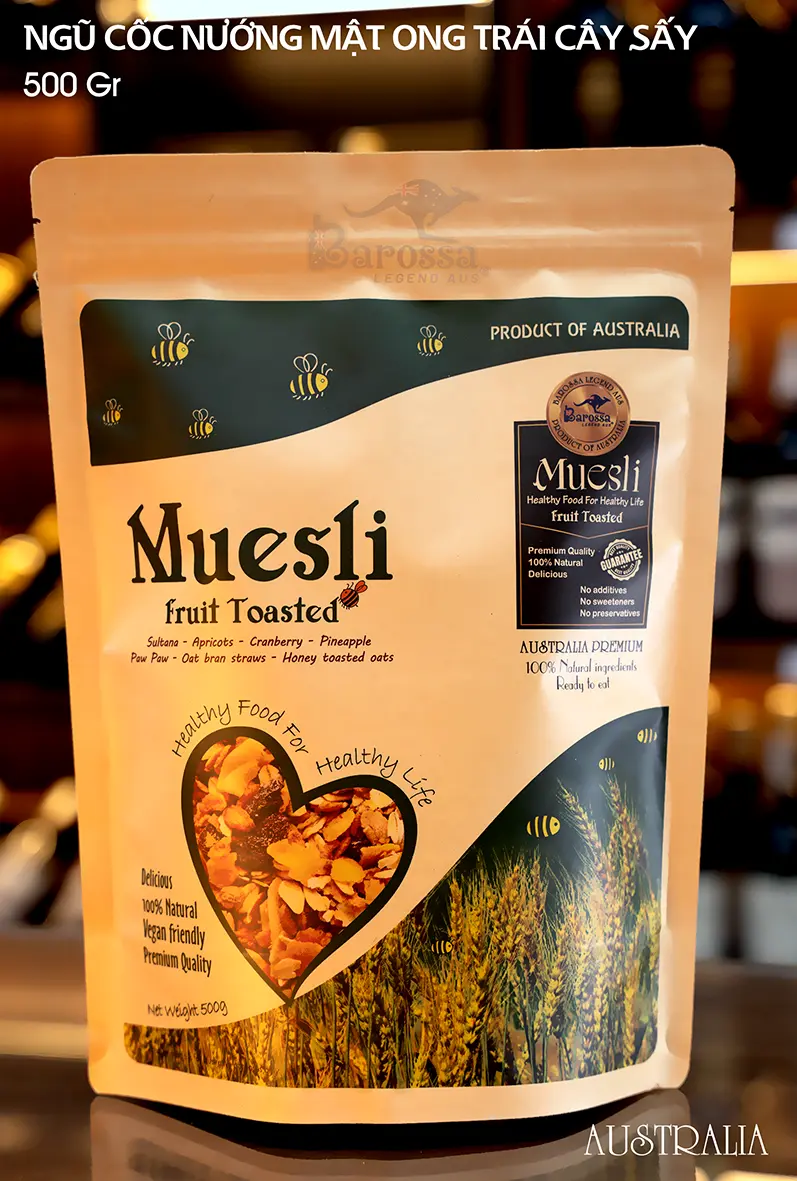 NGŨ CỐC NƯỚNG MẬT ONG TRÁI CÂY SẤY
500 Gr
Barossa
LEGEND AUS
PRODUCT OF AUSTRALIA
BAROSSA LEGEND AUS
Barossa
LEGEND AUS
PRODUCT OF AUSTRALIA
Muesli
Healthy Food For Healthy Life
Fruit Toasted
Premium Quality
100% Natural
Delicious
GUARANTEE
No additives
No sweeteners
No preservatives
AUSTRALIA PREMIUM
100% Natural ingredients
Ready to eat
Muesli
fruit Toasted
Sultana - Apricots - Cranberry - Pineapple
Paw Paw - Oat bran straws - Honey toasted oats
Healthy Food For Healthy Life
Delicious
100% Natural
Vegan friendly
Premium Quality
Net Weight 500g
AUSTRALIA